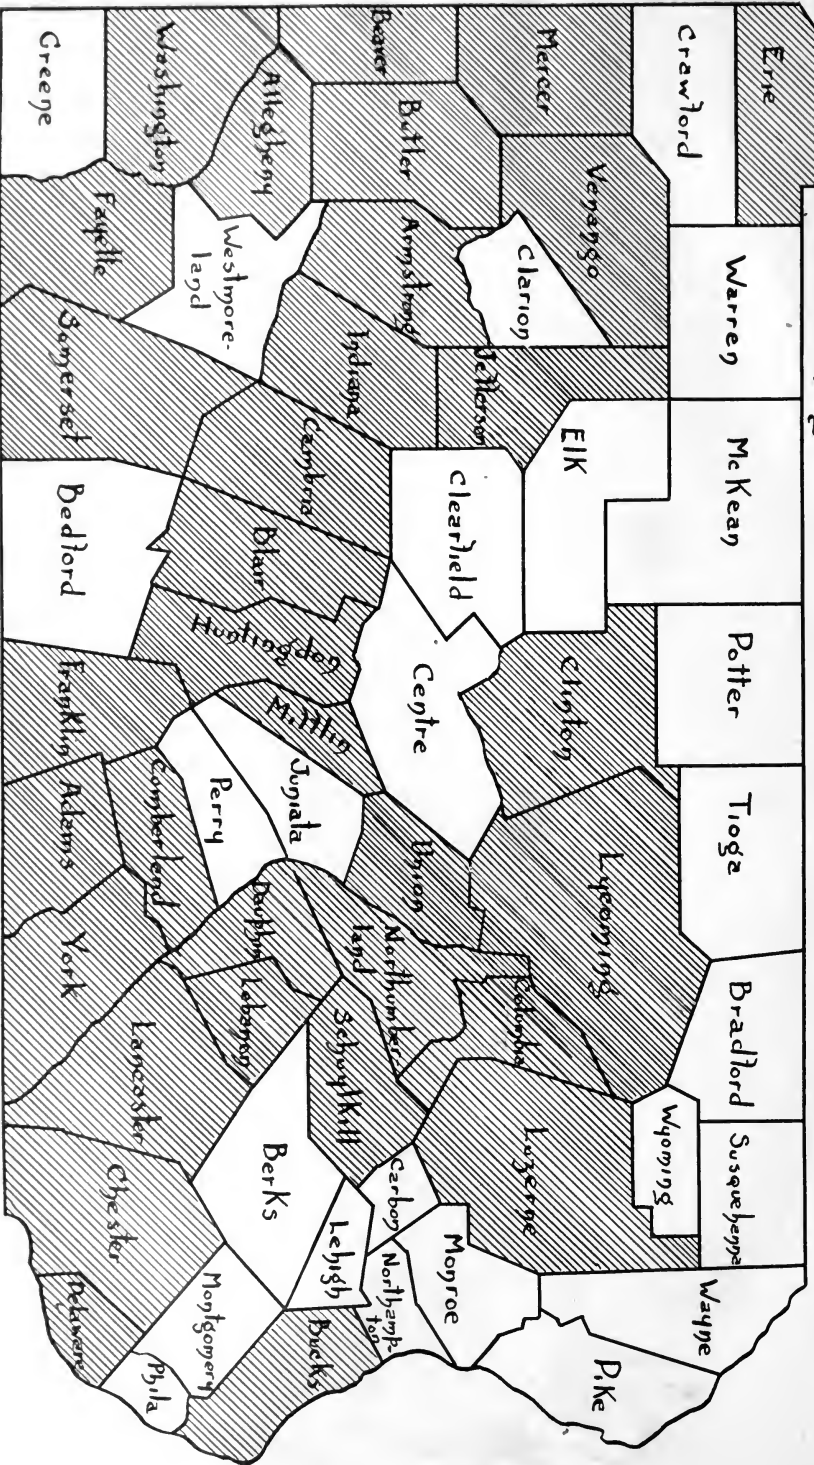 Erie
Crawford
Mercer
Beaver
Washington
Greene
Allegheny
Butler
Venango
Warren
Clarion
Armstrong
Westmore-
land
Fayette
Somerset
Indiana
Jefferson
Elk
McKean
Clearfield
Cambria
Bedford
Blair
Huntingdon
Centre
Clinton
Potter
Tioga
Lycoming
Union
Mifflin
Juniata
Perry
Franklin
Cumberland
Adams
York
Dauphin
Northumber
land
Columbia
Bradford
Susquehenna
Wyoming
Luzerne
Schuylkill
Lebanon
Lancaster
Berks
Carbon
Monroe
Wayne
Pike
Northamp-
ton
Lehigh
Chester
Montgomery
Bucks
Delaware
Phila